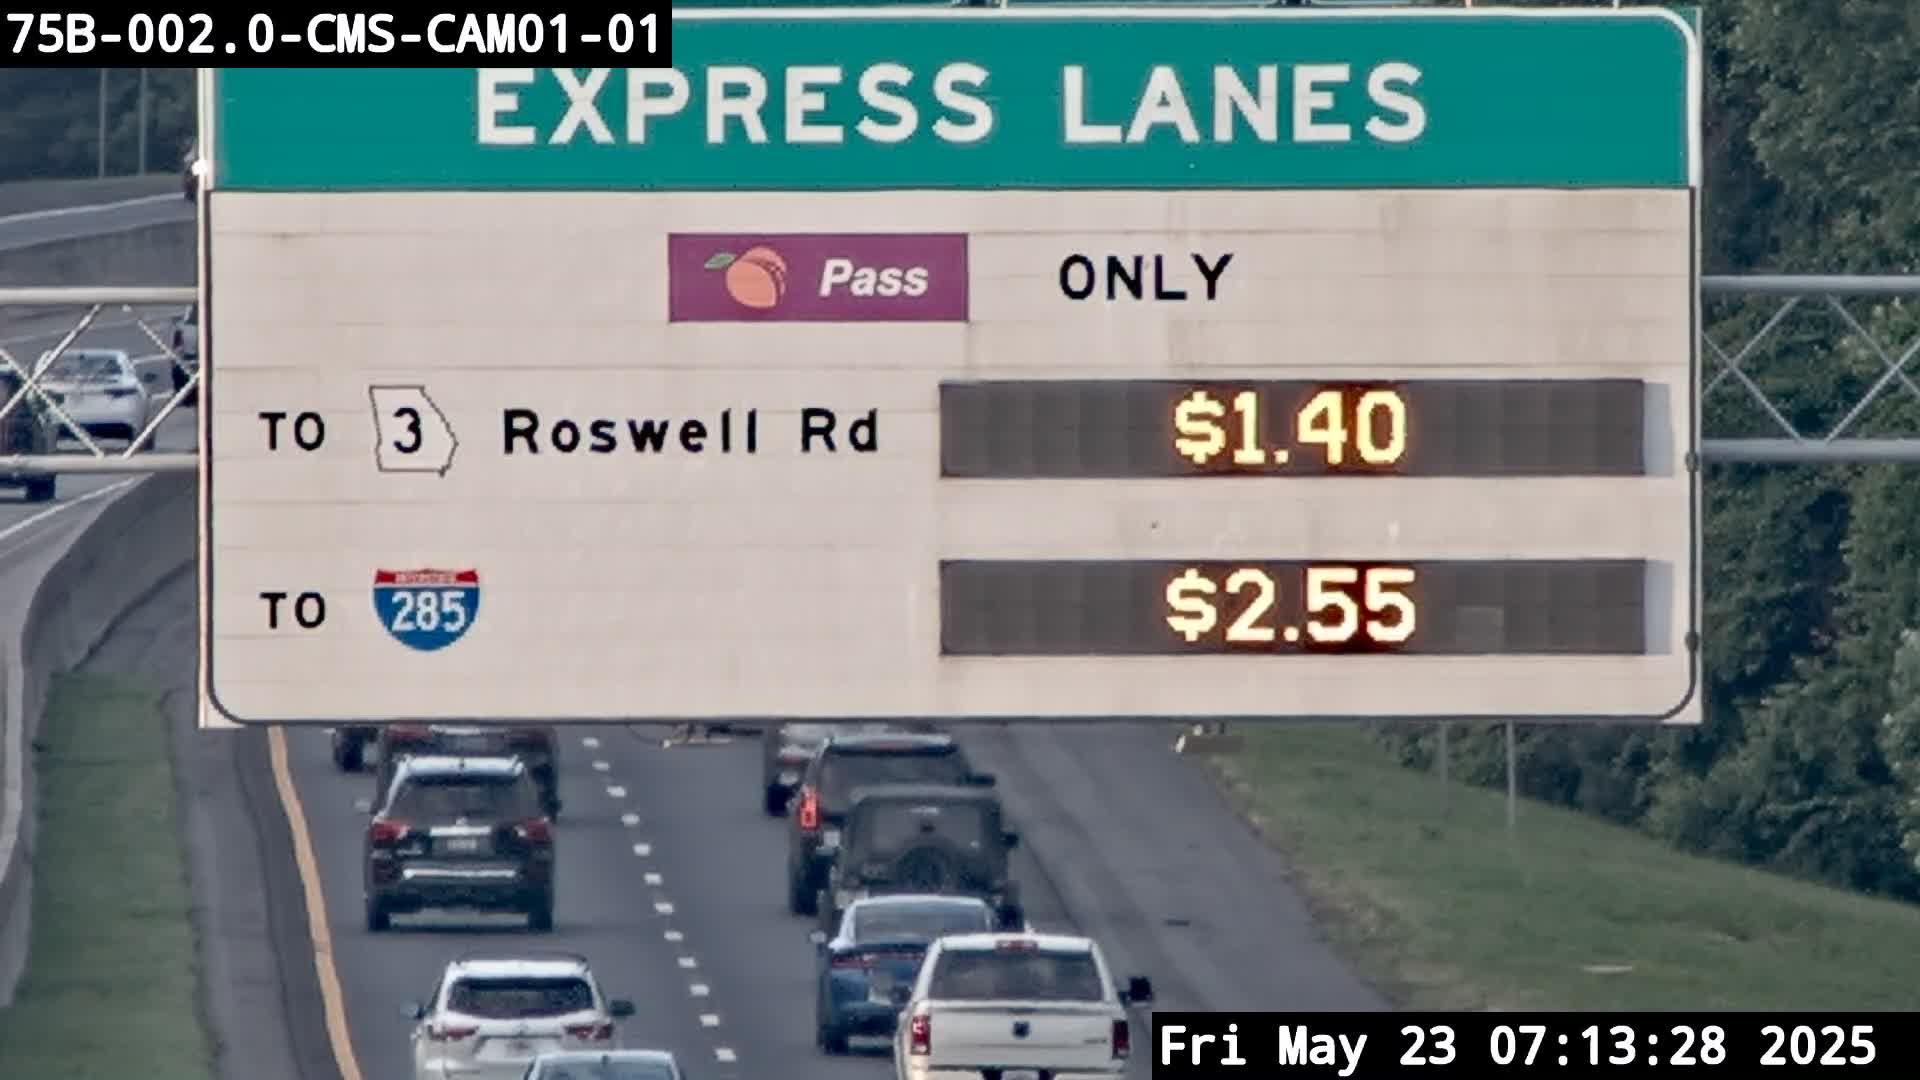 75B-002.0-CMS-CAM01-01
EXPRESS LANES
Pass ONLY
TO 3 Roswell Rd $1.40
TO 285 $2.55
Fri May 23 07:13:28 2025